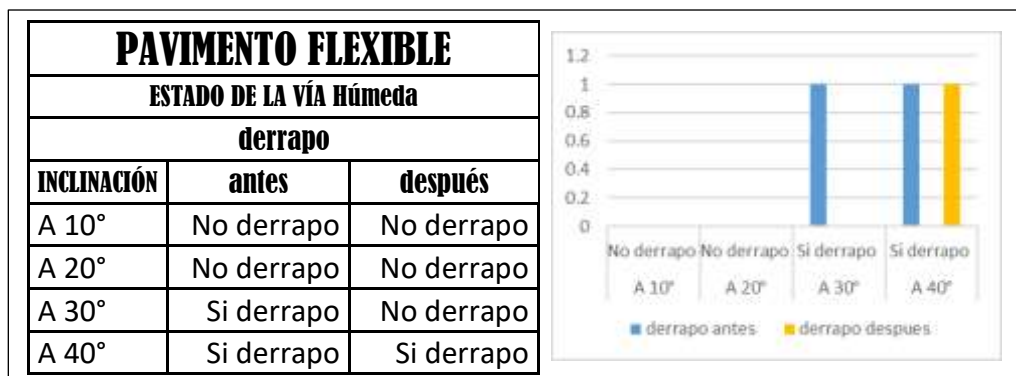 PAVIMENTO FLEXIBLE
ESTADO DE LA VÍA Húmeda
derrapo
INCLINACIÓN antes después
A 10° No derrapo No derrapo
A 20° No derrapo No derrapo
A 30° Si derrapo No derrapo
A 40° Si derrapo Si derrapo
1.2
1
0.8
0.6
0.4
0.2
0
No derrapo No derrapo Si derrapo Si derrapo
A 10° A 20° A 30° A 40°
derrapo antes derrapo despues